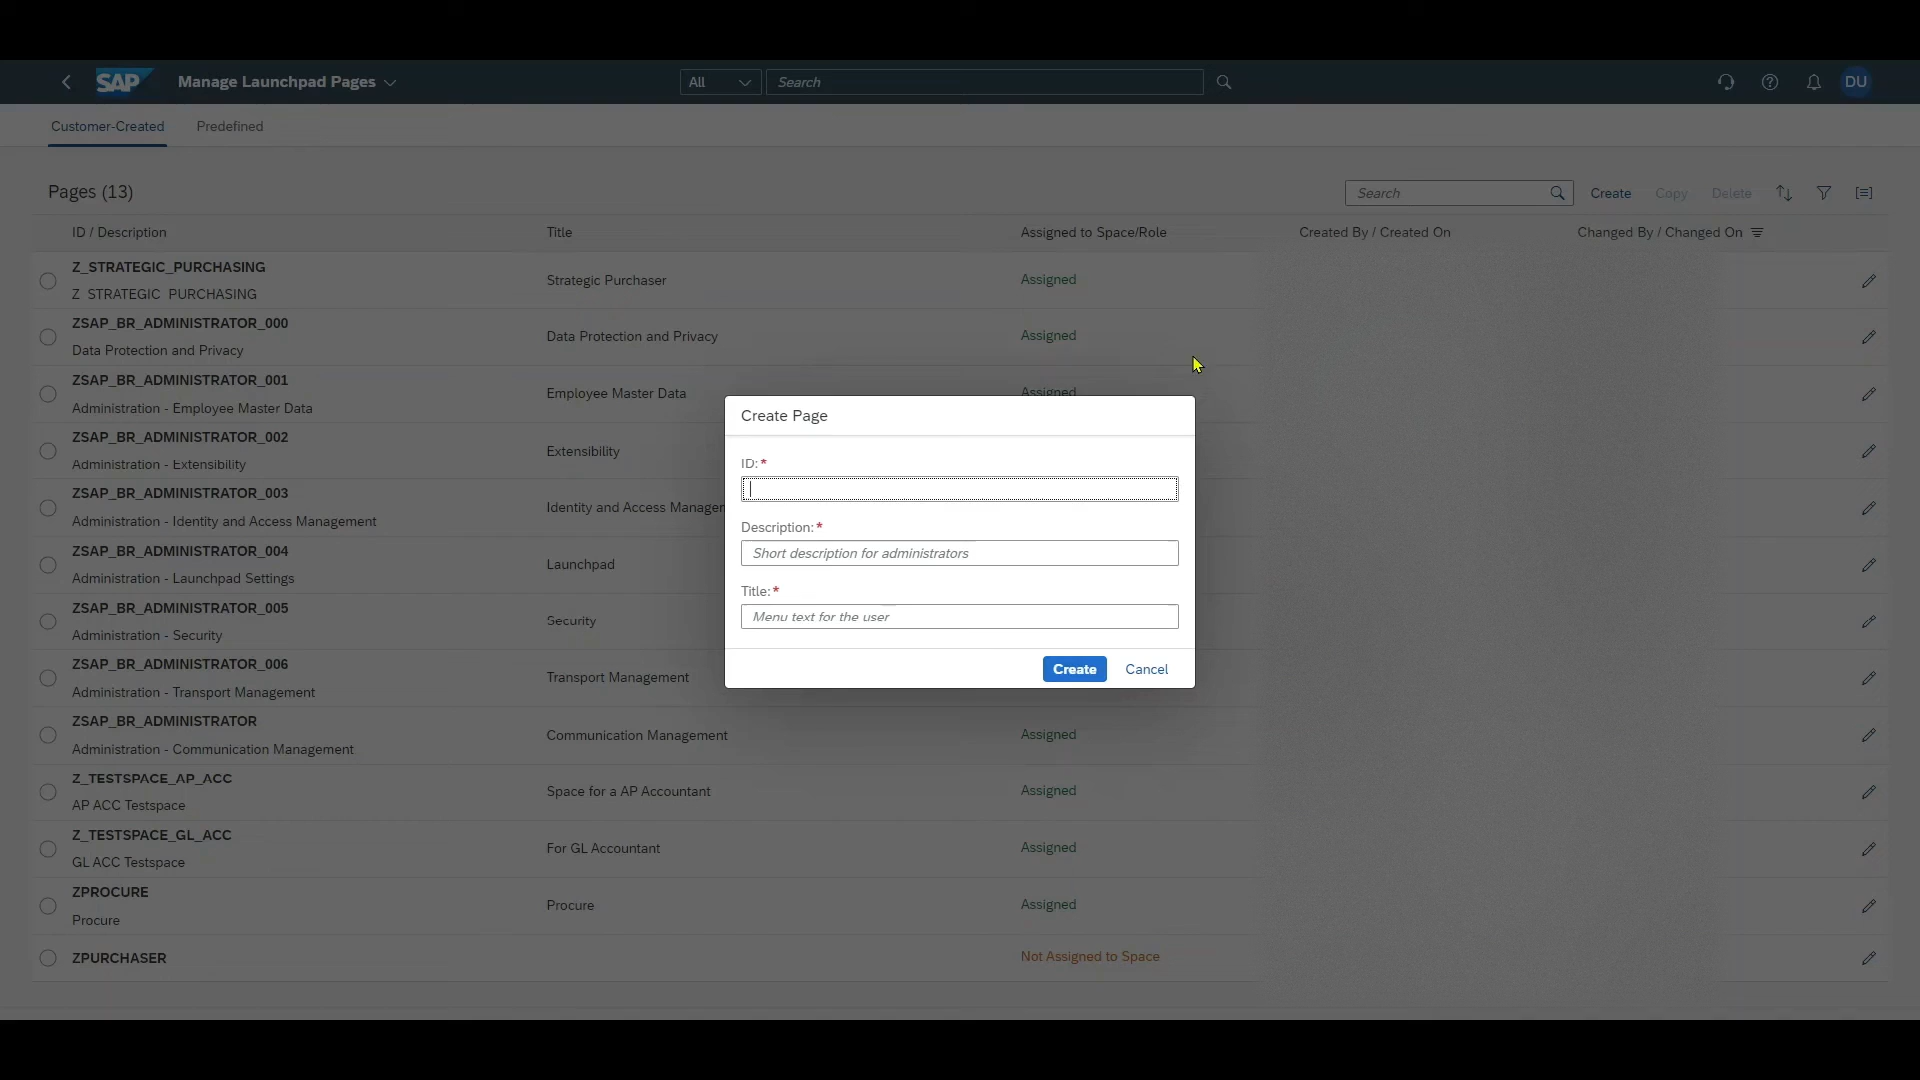 SAP
Manage Launchpad Pages
All
Search
DU
Customer-Created
Predefined
Pages (13)
Search
Create
Copy
Delete
ID / Description
Title
Assigned to Space/Role
Created By / Created On
Changed By / Changed On
Z_STRATEGIC_PURCHASING
Z_STRATEGIC_PURCHASING
Strategic Purchaser
Assigned
ZSAP_BR_ADMINISTRATOR_000
Data Protection and Privacy
Data Protection and Privacy
Assigned
ZSAP_BR_ADMINISTRATOR_001
Administration - Employee Master Data
Employee Master Data
Assigned
ZSAP_BR_ADMINISTRATOR_002
Administration - Extensibility
Extensibility
ZSAP_BR_ADMINISTRATOR_003
Administration - Identity and Access Management
Identity and Access Manager
ZSAP_BR_ADMINISTRATOR_004
Administration - Launchpad Settings
Launchpad
ZSAP_BR_ADMINISTRATOR_005
Administration - Security
Security
ZSAP_BR_ADMINISTRATOR_006
Administration - Transport Management
Transport Management
ZSAP_BR_ADMINISTRATOR
Administration - Communication Management
Communication Management
Assigned
Z_TESTSPACE_AP_ACC
AP ACC Testspace
Space for a AP Accountant
Assigned
Z_TESTSPACE_GL_ACC
GL ACC Testspace
For GL Accountant
Assigned
ZPROCURE
Procure
Procure
Assigned
ZPURCHASER
Not Assigned to Space
Create Page
ID:*
Description:*
Short description for administrators
Title:*
Menu text for the user
Create
Cancel